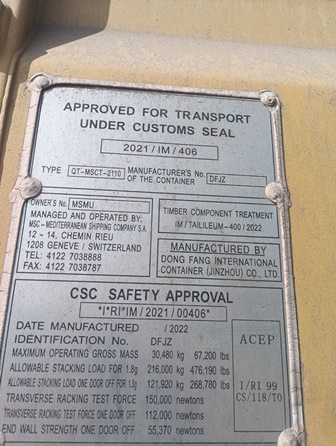 APPROVED FOR TRANSPORT
UNDER CUSTOMS SEAL
2021/IM/406
TYPE QT-MSCT-2110 MANUFACTURER'S No. OF THE CONTAINER DFJZ
OWNER'S No. MSMU
MANAGED AND OPERATED BY;
MSC-MEDITERRANEAN SHIPPING COMPANY S.A.
12 - 14, CHEMIN RIEU
1208 GENEVE / SWITZERLAND
TEL: 4122 7038888
FAX: 4122 7038787
TIMBER COMPONENT TREATMENT
IM/TAILILEUM-400/2022
MANUFACTURED BY
DONG FANG INTERNATIONAL
CONTAINER (JINZHOU) CO., LTD.
CSC SAFETY APPROVAL
*I*RI*IM / 2021 / 00406*
DATE MANUFACTURED /2022
IDENTIFICATION No. DFJZ
MAXIMUM OPERATING GROSS MASS 30,480 kg 67,200 lbs
ALLOWABLE STACKING LOAD FOR 1.8g 216,000 kg 476,190 lbs
ALLOWABLE STACKING LOAD ONE DOOR OFF FOR 1.8g 121,920 kg 268,780 lbs
TRANSVERSE RACKING TEST FORCE 150,000 newtons
TRANSVERSE RACKING TEST FORCE ONE DOOR OFF 112,000 newtons
END WALL STRENGTH ONE DOOR OFF 55,370 newtons
ACEP
I/RI 99
CS/118/T0